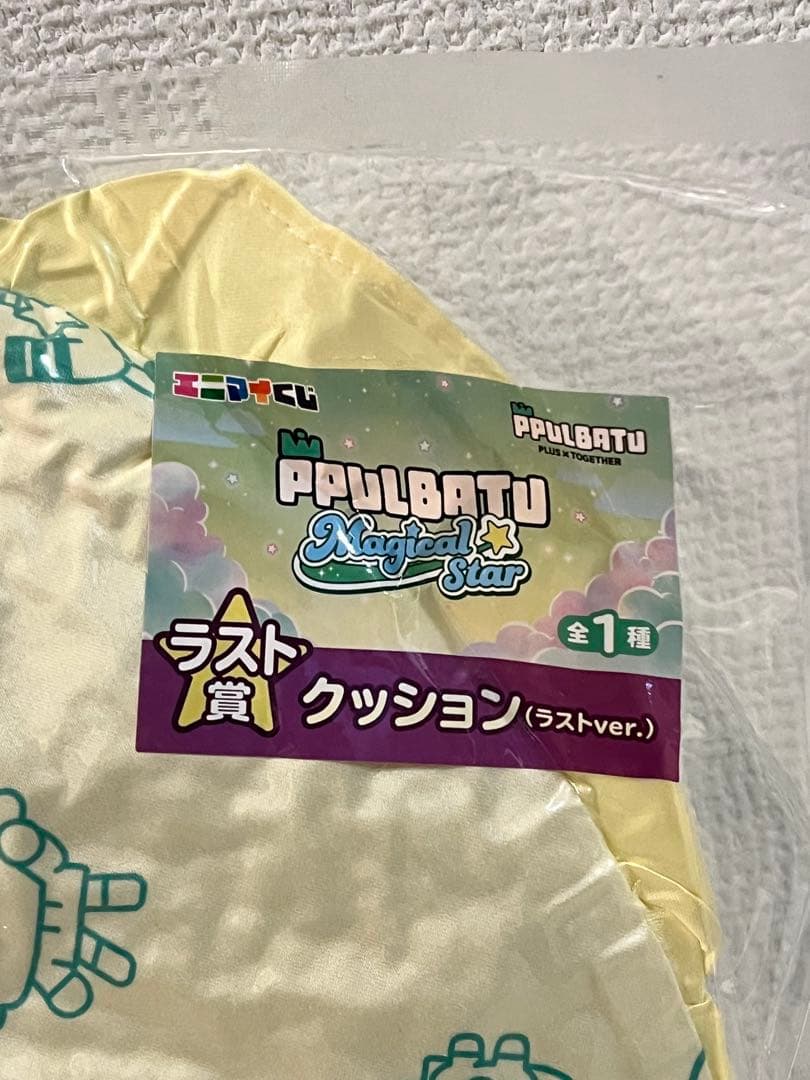 エニマイくじ
PPULBATU
PLUS × TOGETHER
PPULBATU
Magical
Star
全1種
ラスト
賞
クッション(ラストver.)